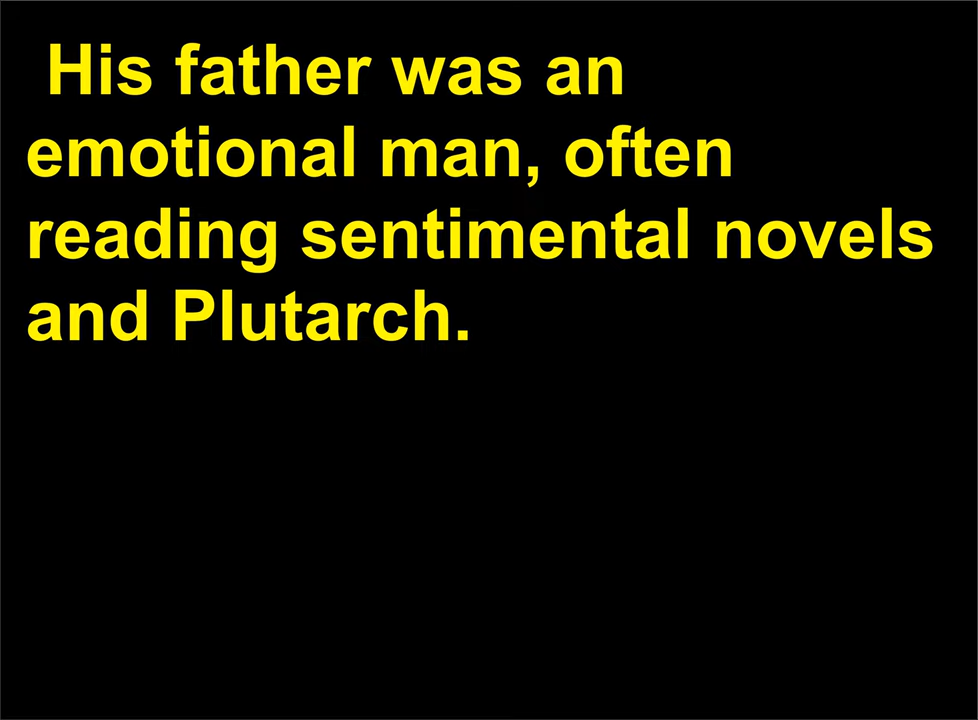 His father was an
emotional man, often
reading sentimental novels
and Plutarch.